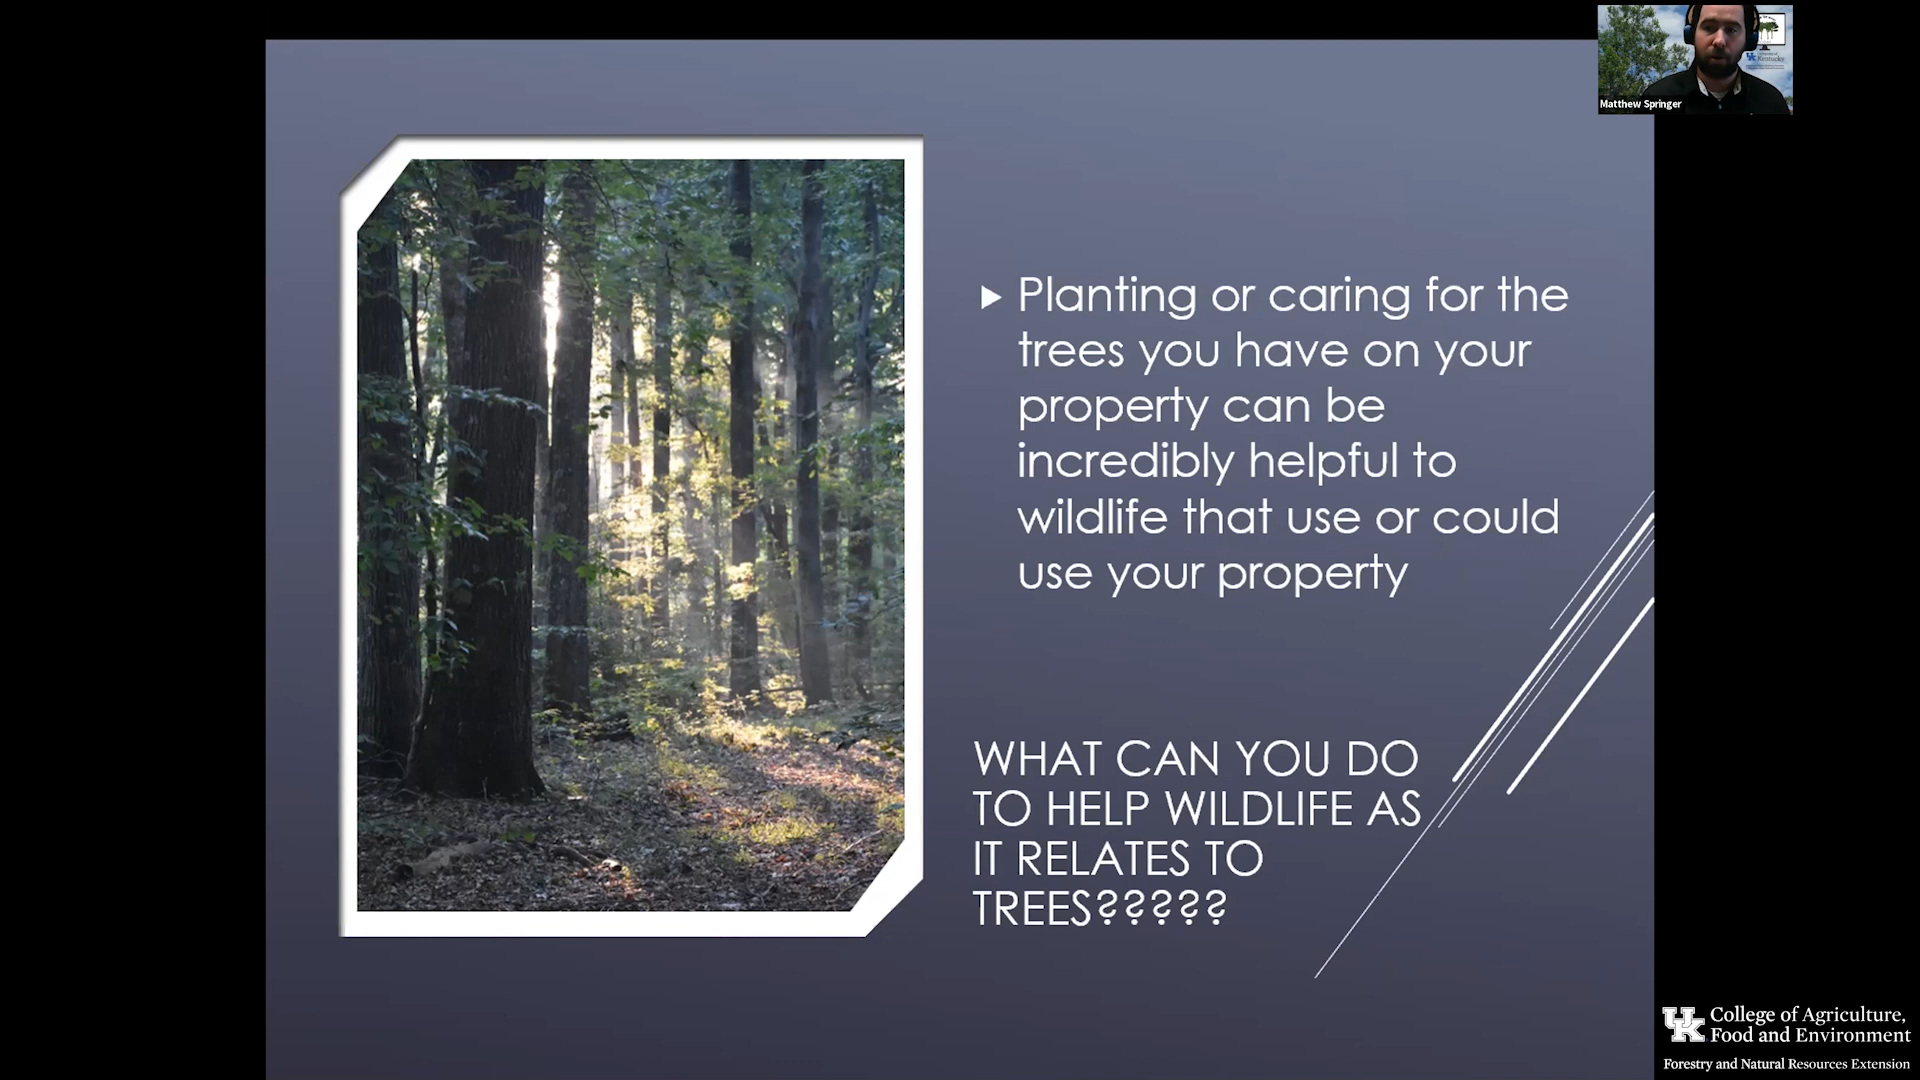 Matthew Springer
Planting or caring for the
trees you have on your
property can be
incredibly helpful to
wildlife that use or could
use your property
WHAT CAN YOU DO
TO HELP WILDLIFE AS
IT RELATES TO
TREES?????
UK College of Agriculture,
Food and Environment
Forestry and Natural Resources Extension